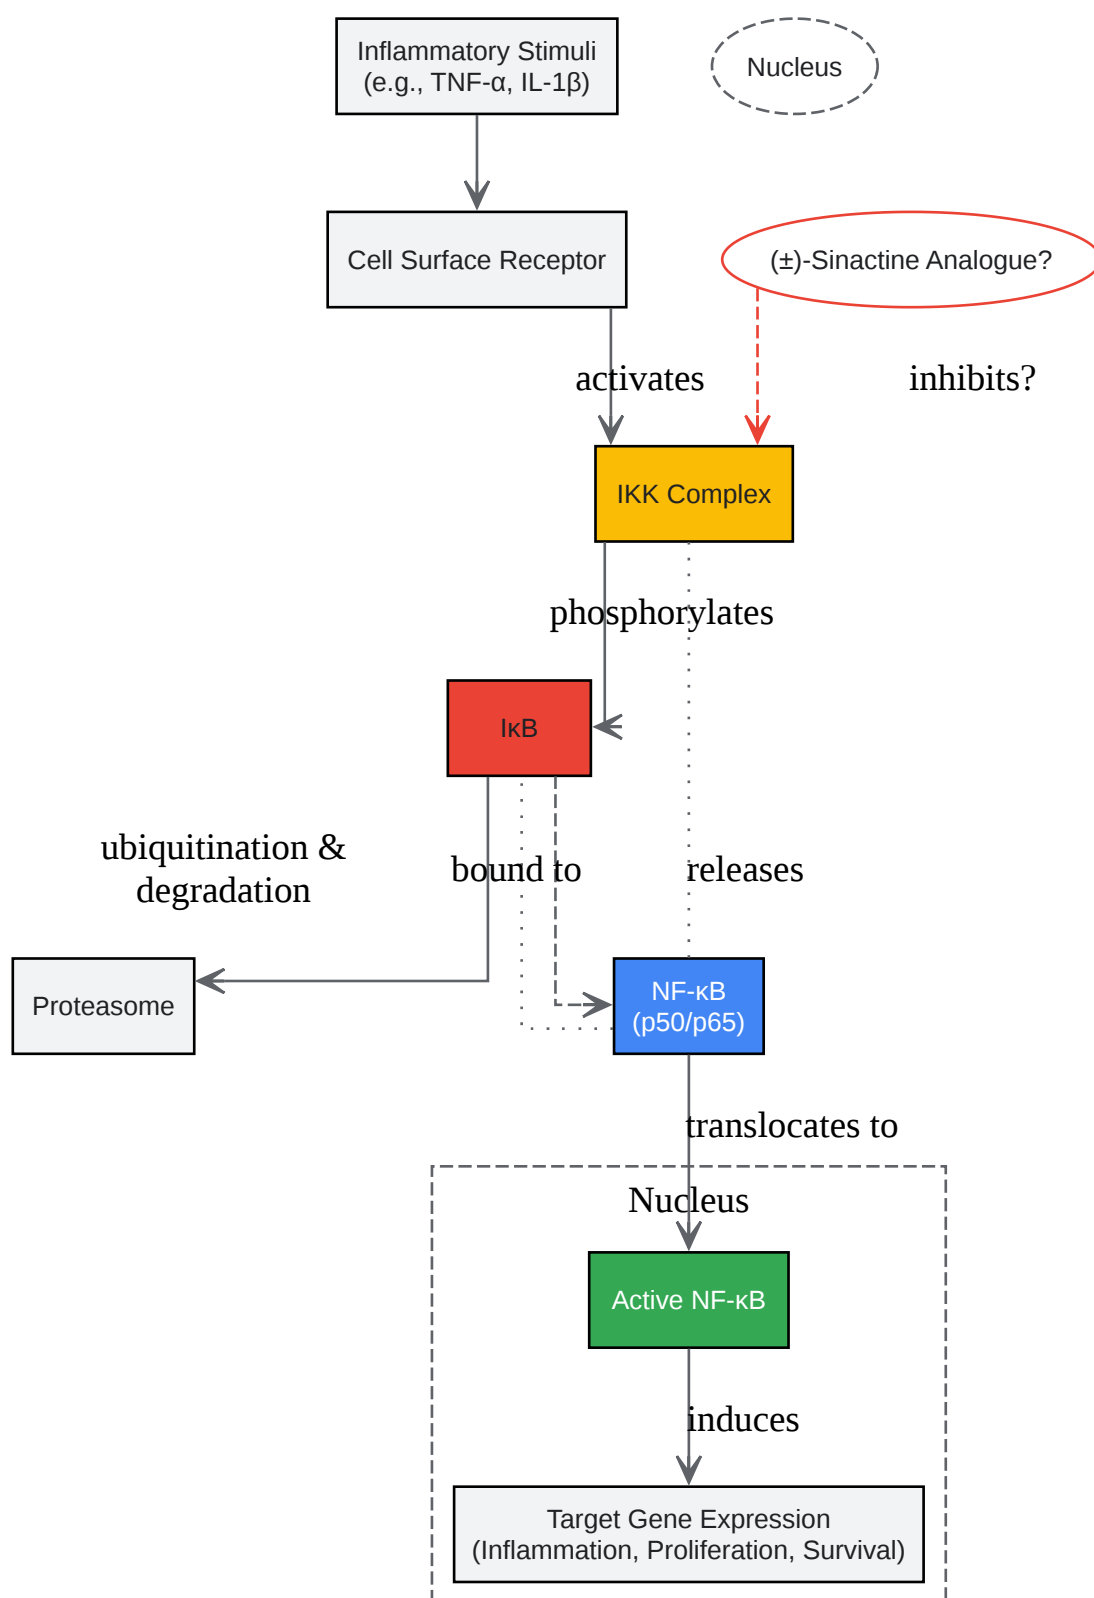 Inflammatory Stimuli
(e.g., TNF-α, IL-1β)
Nucleus
Cell Surface Receptor
(±)-Sinactine Analogue?
activates
inhibits?
IKK Complex
phosphorylates
IκB
ubiquitination &
degradation
bound to
releases
Proteasome
NF-κB
(p50/p65)
translocates to
Nucleus
Active NF-κB
induces
Target Gene Expression
(Inflammation, Proliferation, Survival)